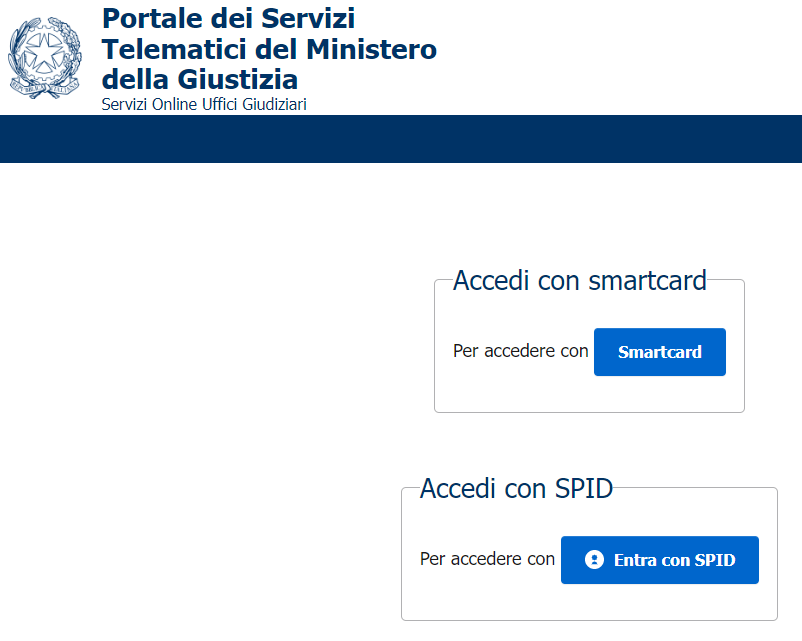 Portale dei Servizi
Telematici del Ministero
della Giustizia
Servizi Online Uffici Giudiziari
Accedi con smartcard
Per accedere con Smartcard
Accedi con SPID
Per accedere con Entra con SPID